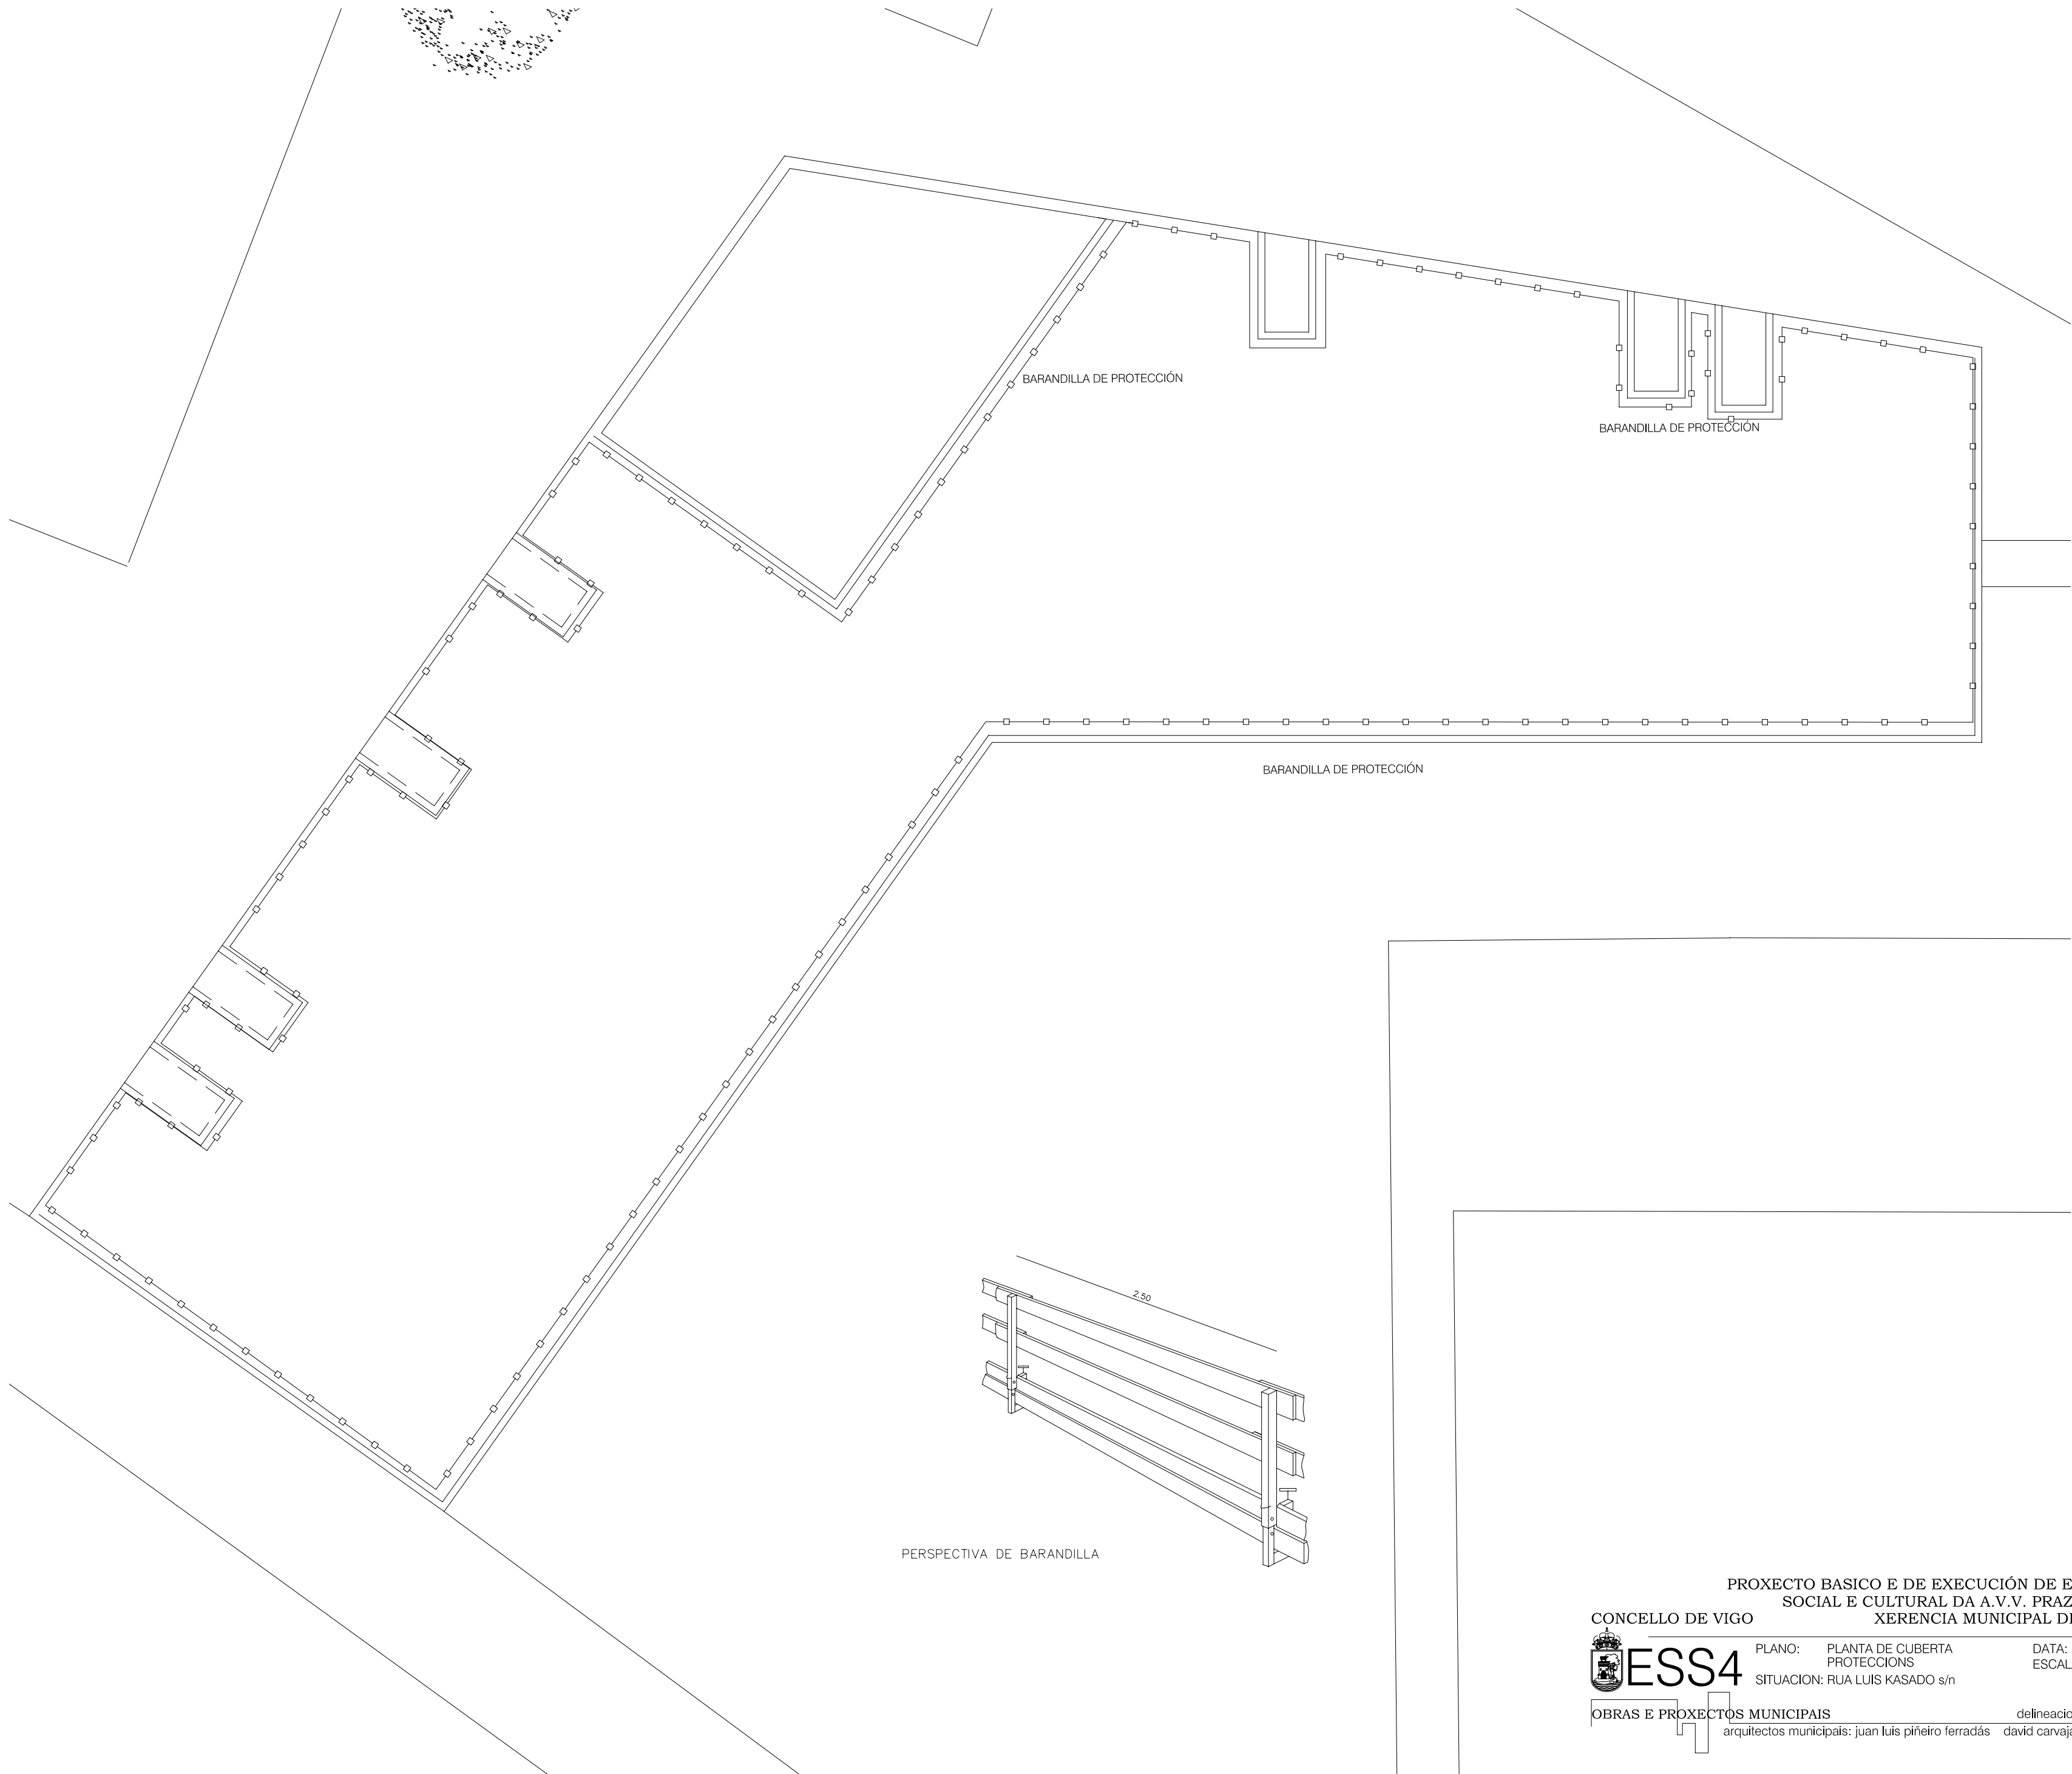 BARANDILLA DE PROTECCIÓN
BARANDILLA DE PROTECCIÓN
BARANDILLA DE PROTECCIÓN
2.50
PERSPECTIVA DE BARANDILLA
PROXECTO BASICO E DE EXECUCIÓN DE E
SOCIAL E CULTURAL DA A.V.V. PRAZ
CONCELLO DE VIGO XERENCIA MUNICIPAL DE
ESS4
PLANO: PLANTA DE CUBERTA DATA:
PROTECCIONS ESCAL
SITUACION: RUA LUIS KASADO s/n
OBRAS E PROXECTOS MUNICIPAIS delineacio
arquitectos municipais: juan luis piñeiro ferradás david carvaja